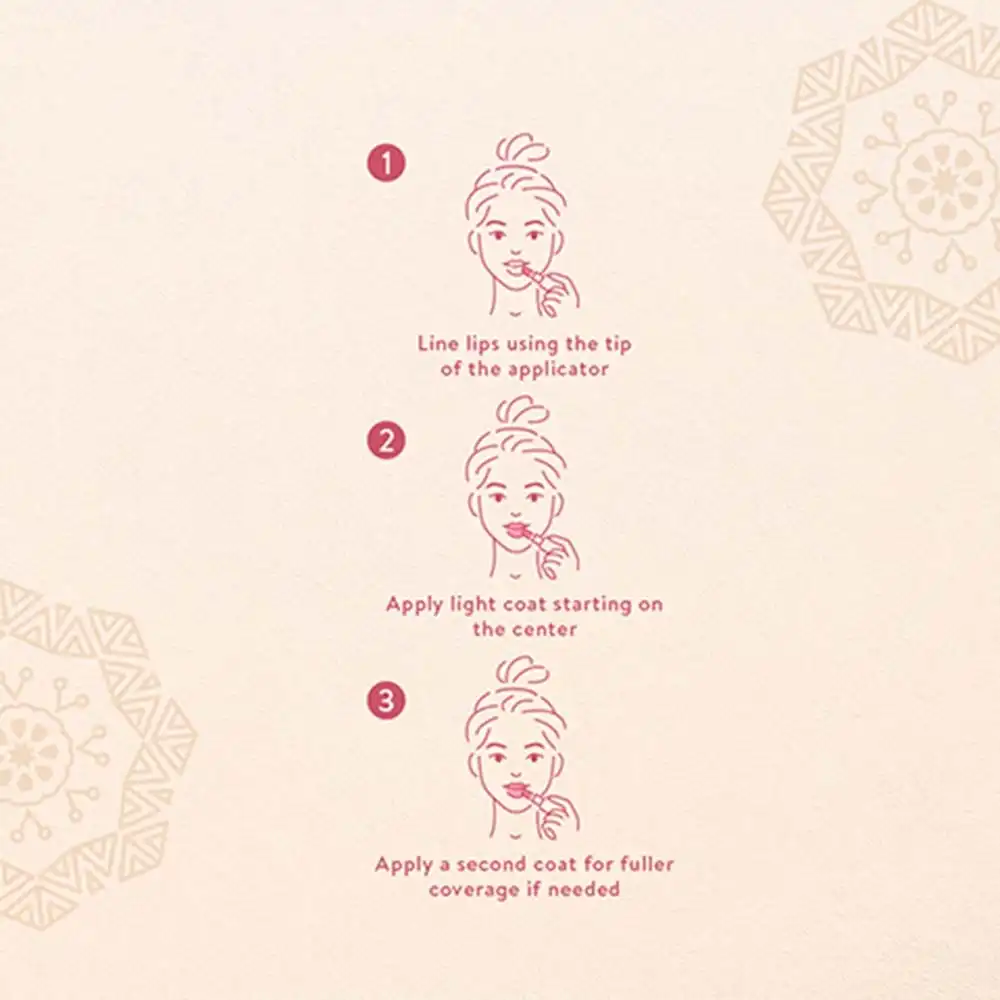 1
Line lips using the tip
of the applicator
2
Apply light coat starting on
the center
3
Apply a second coat for fuller
coverage if needed